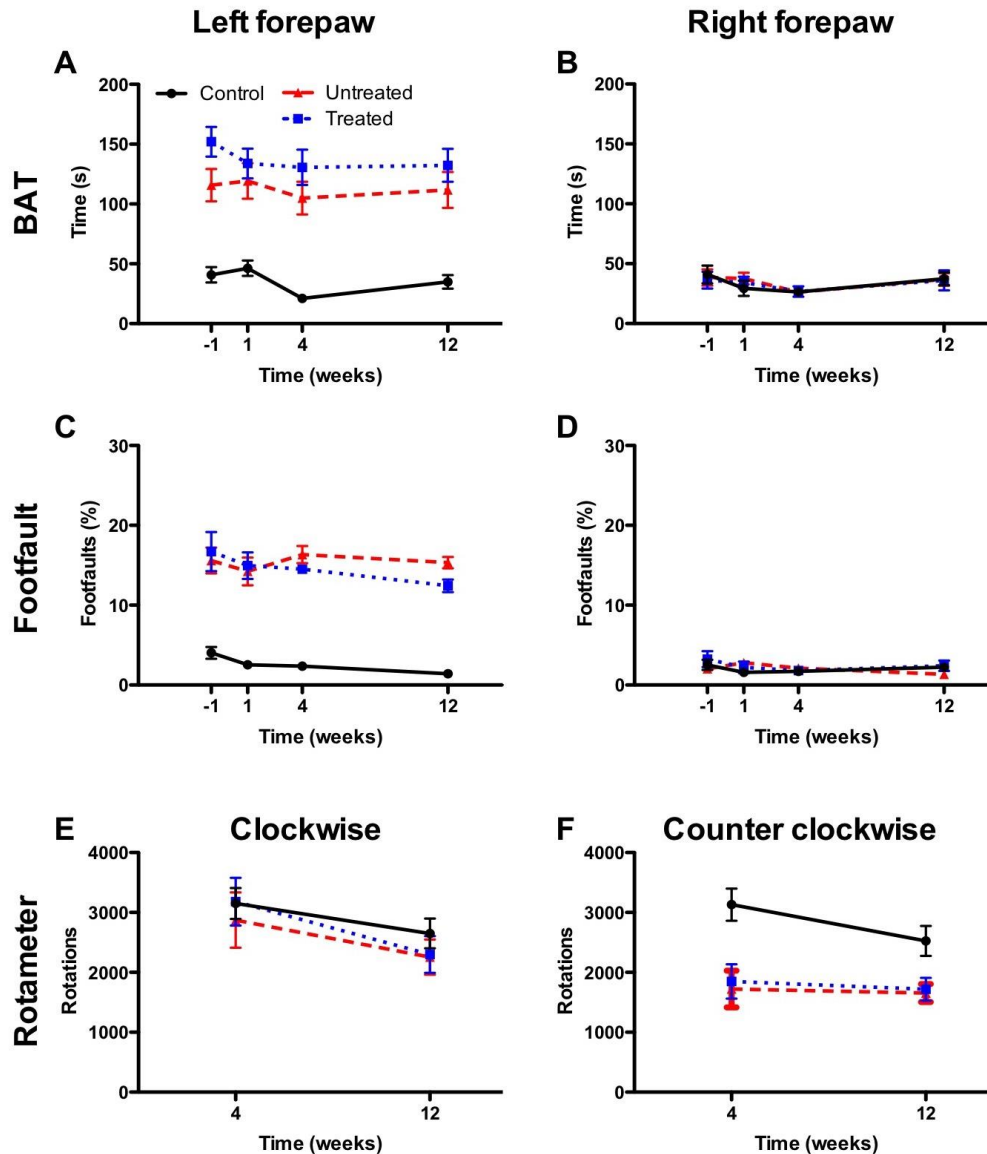 Left forepaw
Right forepaw
BAT
A
Control
Untreated
Treated
Time (s)
200
150
100
50
0
-1 1 4 12
Time (weeks)
B
Time (s)
200
150
100
50
0
-1 1 4 12
Time (weeks)
Footfault
C
Footfaults (%)
30
20
10
0
-1 1 4 12
Time (weeks)
D
Footfaults (%)
30
20
10
0
-1 1 4 12
Time (weeks)
Rotameter
E
Clockwise
Rotations
4000
3000
2000
1000
0
4 12
Time (weeks)
F
Counter clockwise
Rotations
4000
3000
2000
1000
0
4 12
Time (weeks)